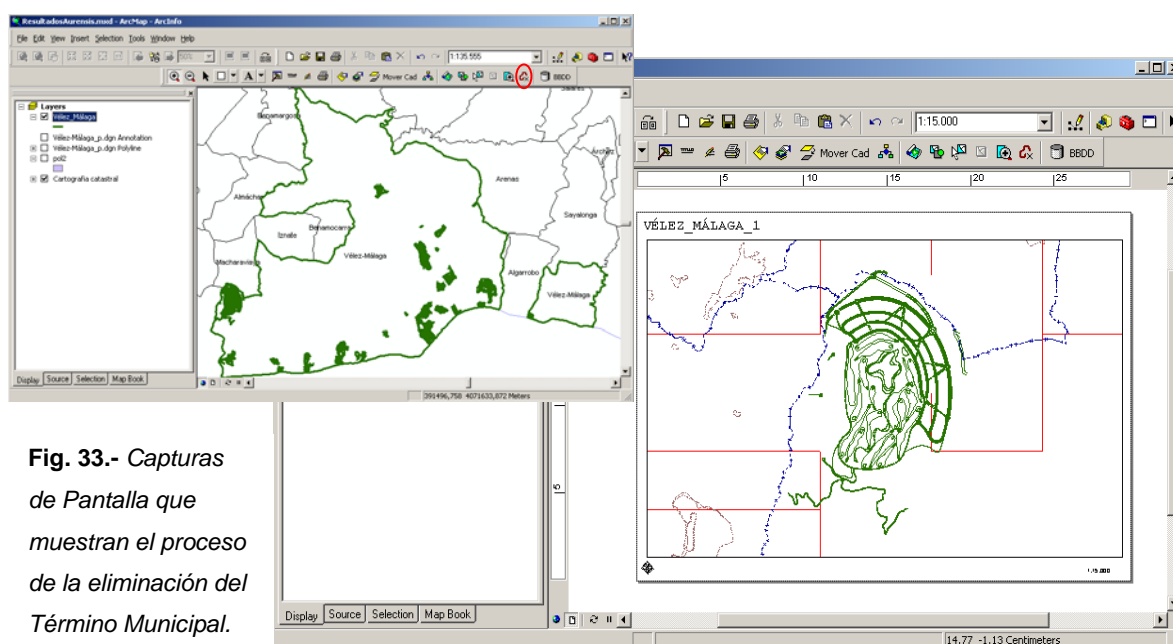 ResultadosAurensis.mxd - ArcMap - ArcInfo
File Edit View Insert Selection Tools Window Help
1:135.555
Mover Cad
BBDD
Layers
Vélez_Málaga
Vélez-Málaga_p.dgn Annotation
Vélez-Málaga_p.dgn Polyline
pol2
Cartografía catastral
Benamargosa
Salares
Archez
Arenas
Almáchar
Sayalonga
Iznate
Benamocarra
Macharaviaya
Vélez-Málaga
Algarrobo
Vélez-Málaga
Display Source Selection Map Book
391496,758 4071633,872 Meters
1:15.000
Mover Cad
BBDD
5 10 15 20 25
VÉLEZ_MÁLAGA_1
1:15.000
5
Display Source Selection Map Book
14.77 -1.13 Centimeters
Fig. 33.- Capturas
de Pantalla que
muestran el proceso
de la eliminación del
Término Municipal.